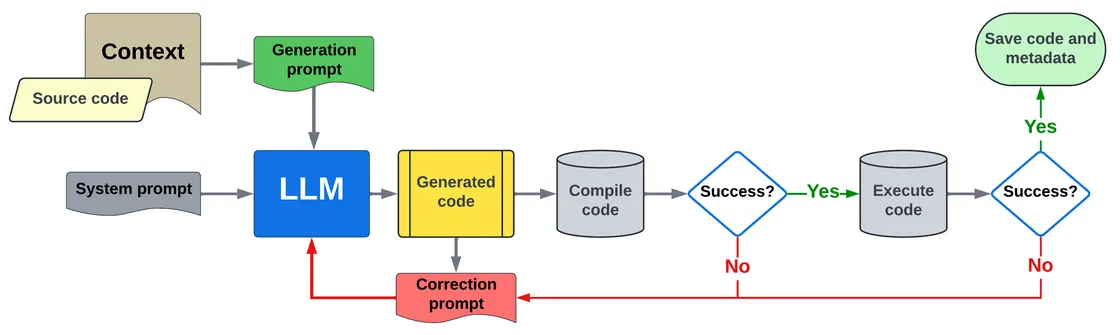 Context
Source code
Generation
prompt
Save code and
metadata
Yes
System prompt
LLM
Generated
code
Compile
code
Success?
Yes
Execute
code
Success?
No
No
Correction
prompt